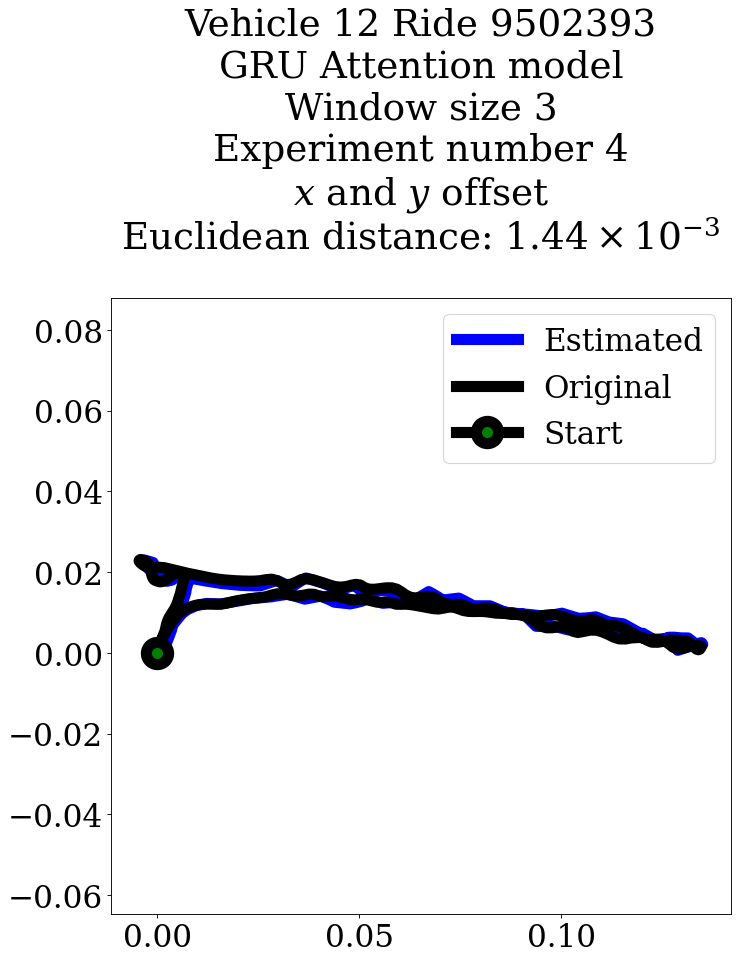 Vehicle 12 Ride 9502393
GRU Attention model
Window size 3
Experiment number 4
x and y offset
Euclidean distance: 1.44 × 10⁻³
Estimated
Original
Start
0.08
0.06
0.04
0.02
0.00
−0.02
−0.04
−0.06
0.00 0.05 0.10